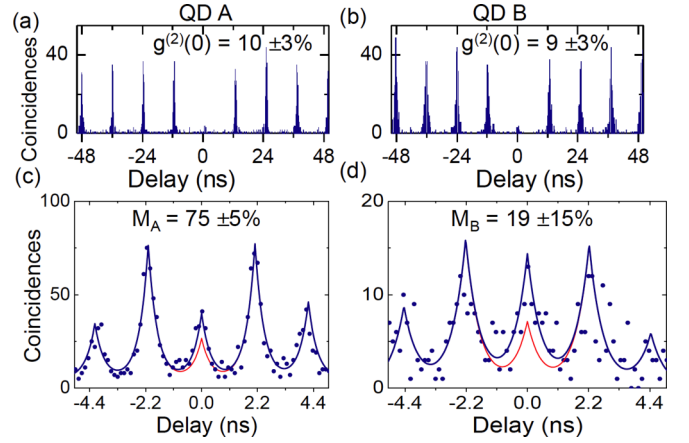 (a) QD A
g⁽²⁾(0) = 10 ±3%
Coincidences
40
0
-48 -24 0 24 48
Delay (ns)
(b) QD B
g⁽²⁾(0) = 9 ±3%
40
0
-48 -24 0 24 48
Delay (ns)
(c)
M_A = 75 ±5%
Coincidences
100
50
0
-4.4 -2.2 0.0 2.2 4.4
Delay (ns)
(d)
M_B = 19 ±15%
20
10
0
-4.4 -2.2 0.0 2.2 4.4
Delay (ns)